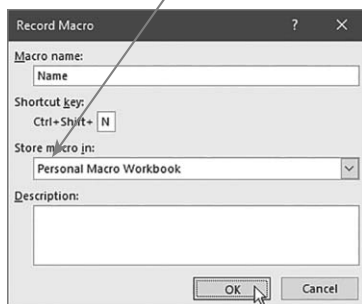 Record Macro ? ×
Macro name:
Name
Shortcut key:
Ctrl+Shift+ N
Store macro in:
Personal Macro Workbook
Description:
OK Cancel